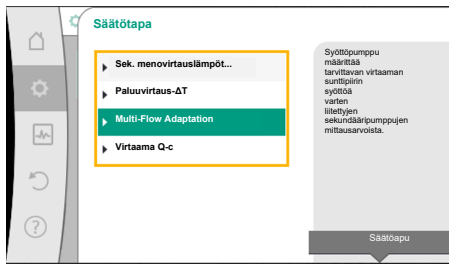 Säätötapa
Sek. menovirtauslämpöt...
Paluuvirtaus-ΔT
Multi-Flow Adaptation
Virtaama Q-c
Syöttöpumppu
määrittää
tarvittavan virtaaman
sunttipiirin
syöttöä
varten
liitettyjen
sekundääripumppujen
mittausarvoista.
Säätöapu
?